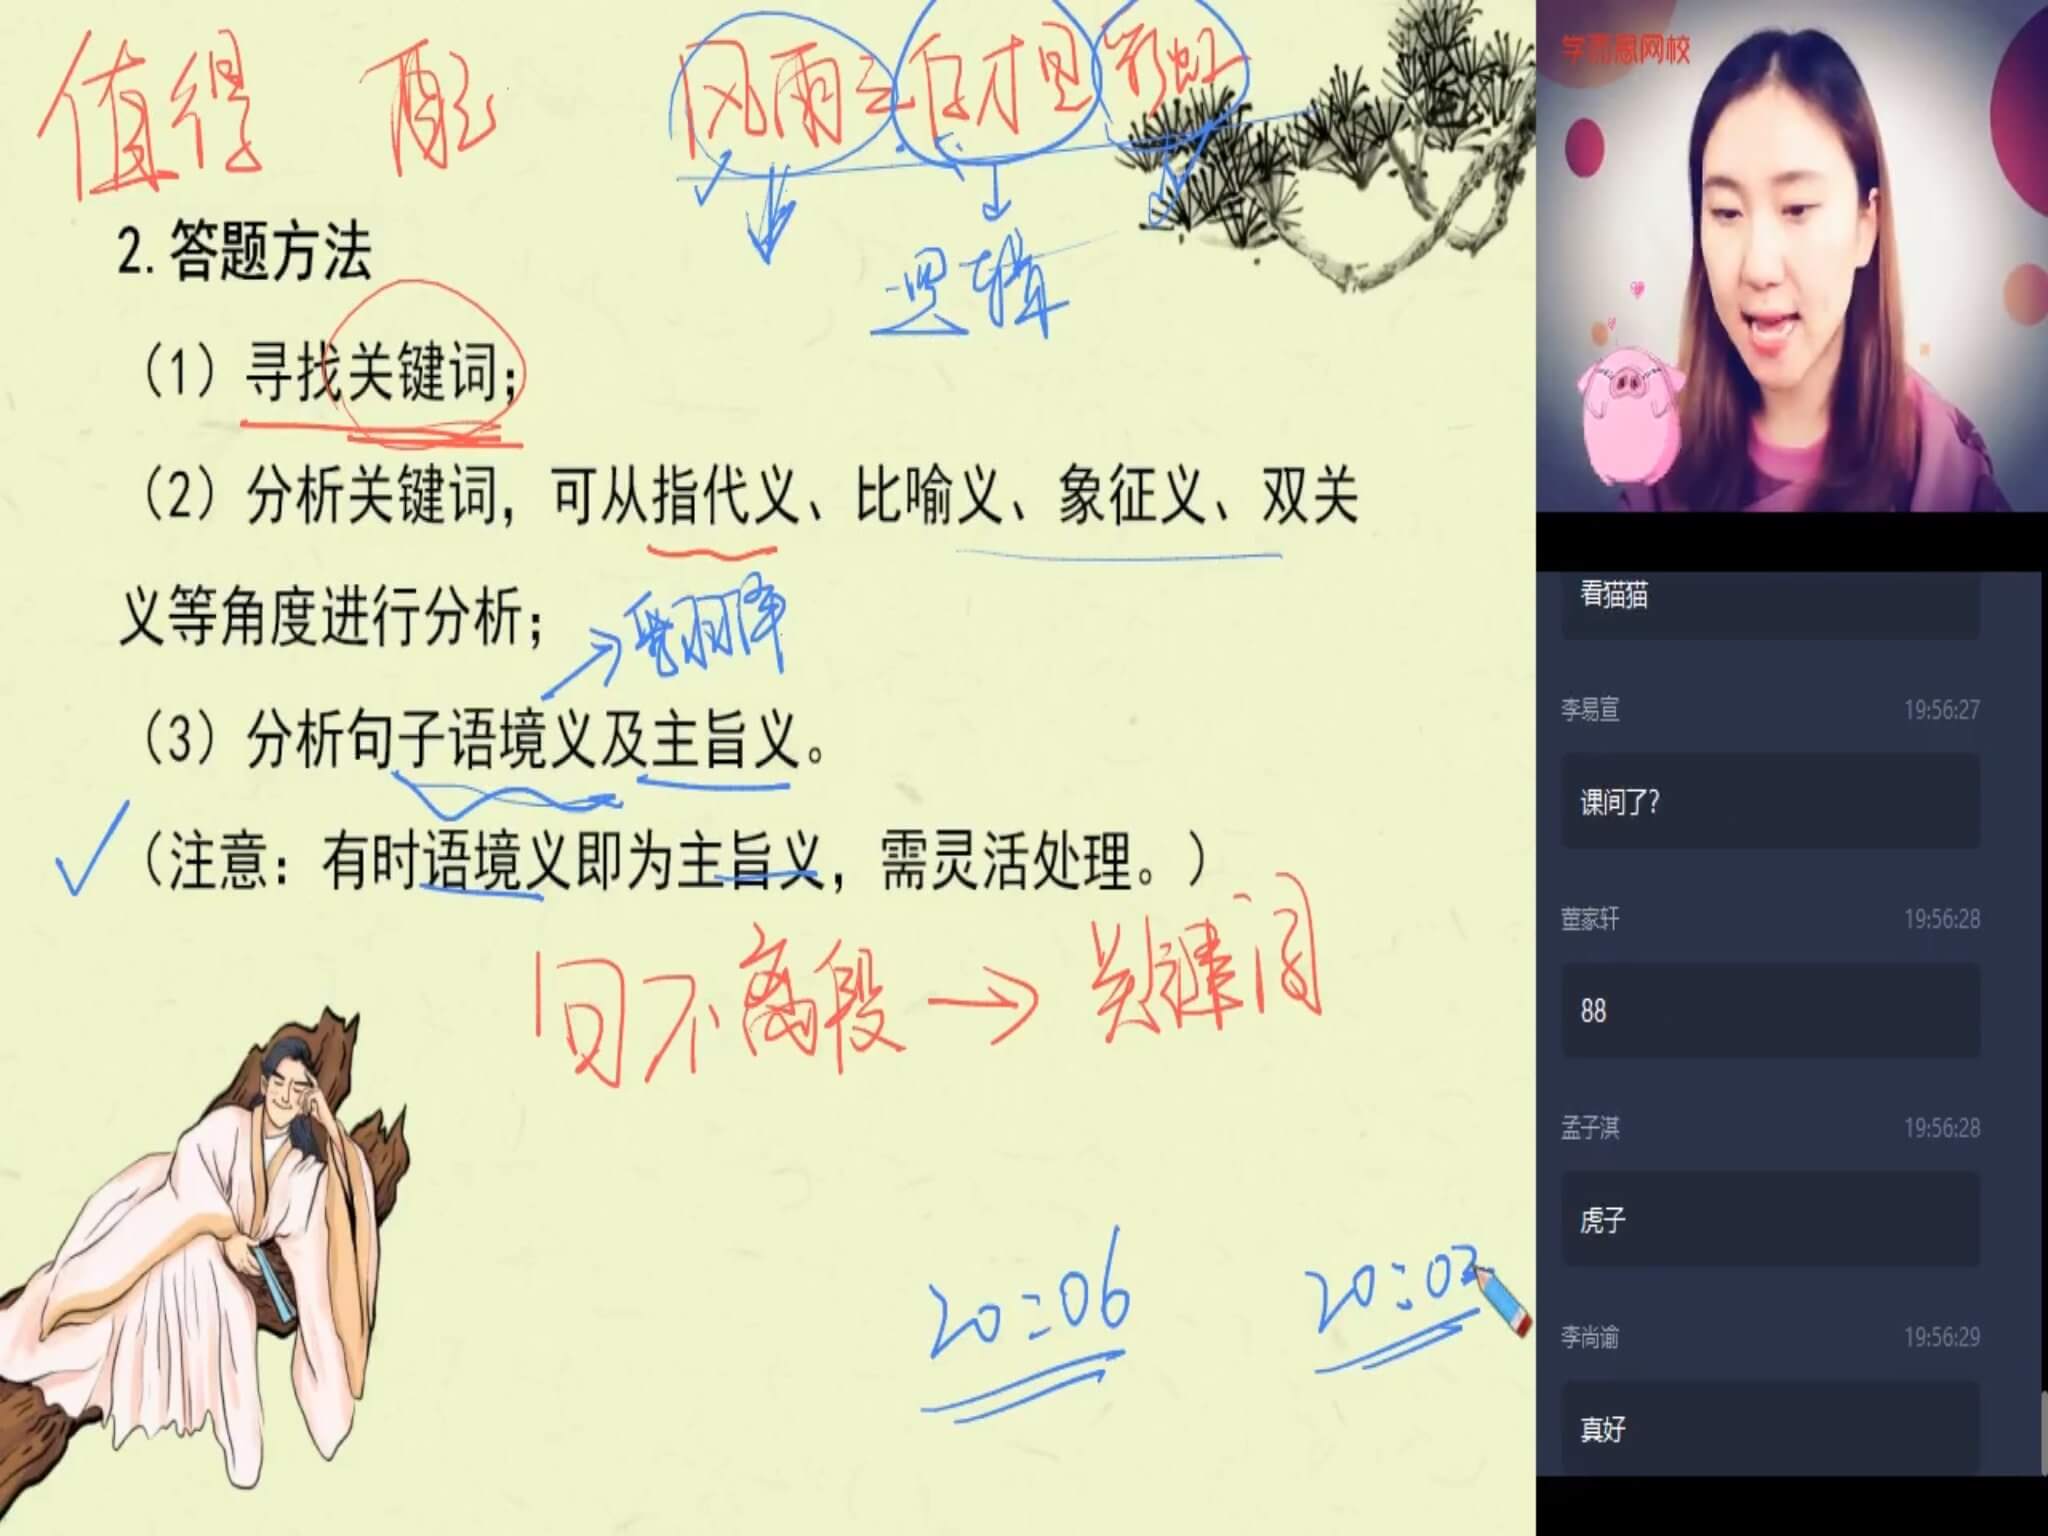 值得 配 风雨之后才见彩虹
2.答题方法
逻辑
（1）寻找关键词；
（2）分析关键词，可从指代义、比喻义、象征义、双关
义等角度进行分析；
（3）分析句子语境义及主旨义。
（注意：有时语境义即为主旨义，需灵活处理。）
句不离段→关键词
20:06
20:03
学而思网校
看猫猫
李易宣 19:56:27
课间了?
董家轩 19:56:28
88
孟子淇 19:56:28
虎子
李尚谕 19:56:29
真好